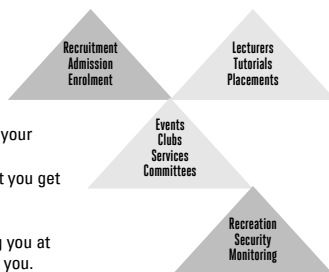 Recruitment
Admission
Enrolment
Lecturers
Tutorials
Placements
Events
Clubs
Services
Committees
Recreation
Security
Monitoring
your
t you get
g you at
you.